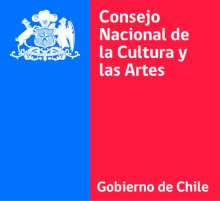 Consejo
Nacional de
la Cultura y
las Artes
Gobierno de Chile